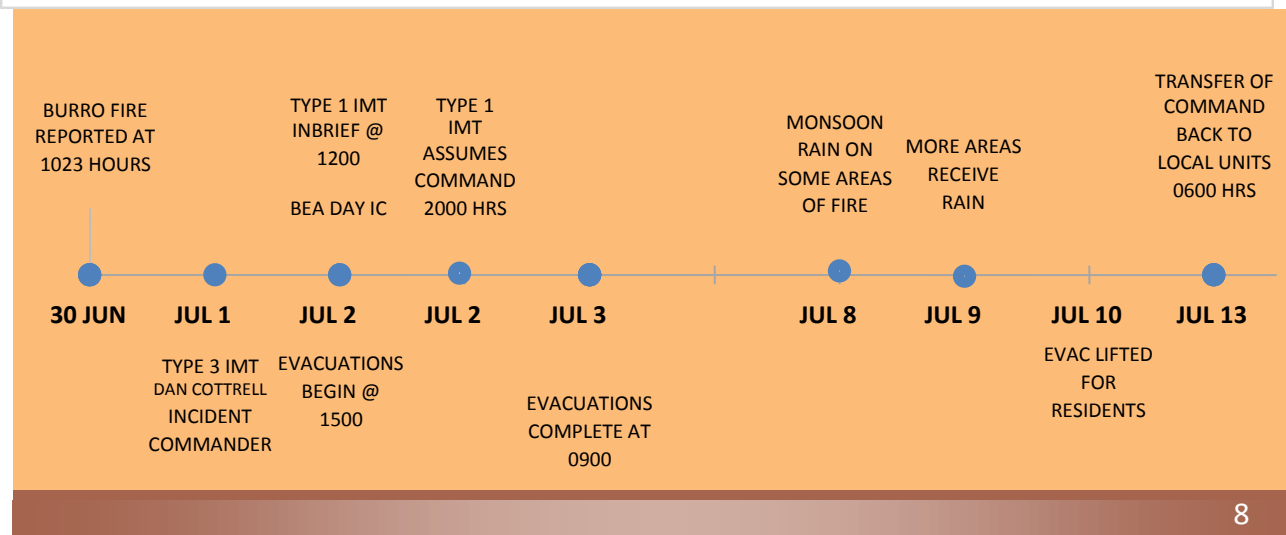 BURRO FIRE
REPORTED AT
1023 HOURS
TYPE 1 IMT
INBRIEF @
1200
BEA DAY IC
TYPE 1
IMT
ASSUMES
COMMAND
2000 HRS
MONSOON
RAIN ON
SOME AREAS
OF FIRE
MORE AREAS
RECEIVE
RAIN
TRANSFER OF
COMMAND
BACK TO
LOCAL UNITS
0600 HRS
30 JUN
JUL 1
JUL 2
JUL 2
JUL 3
JUL 8
JUL 9
JUL 10
JUL 13
TYPE 3 IMT
DAN COTTRELL
INCIDENT
COMMANDER
EVACUATIONS
BEGIN @
1500
EVACUATIONS
COMPLETE AT
0900
EVAC LIFTED
FOR
RESIDENTS
8